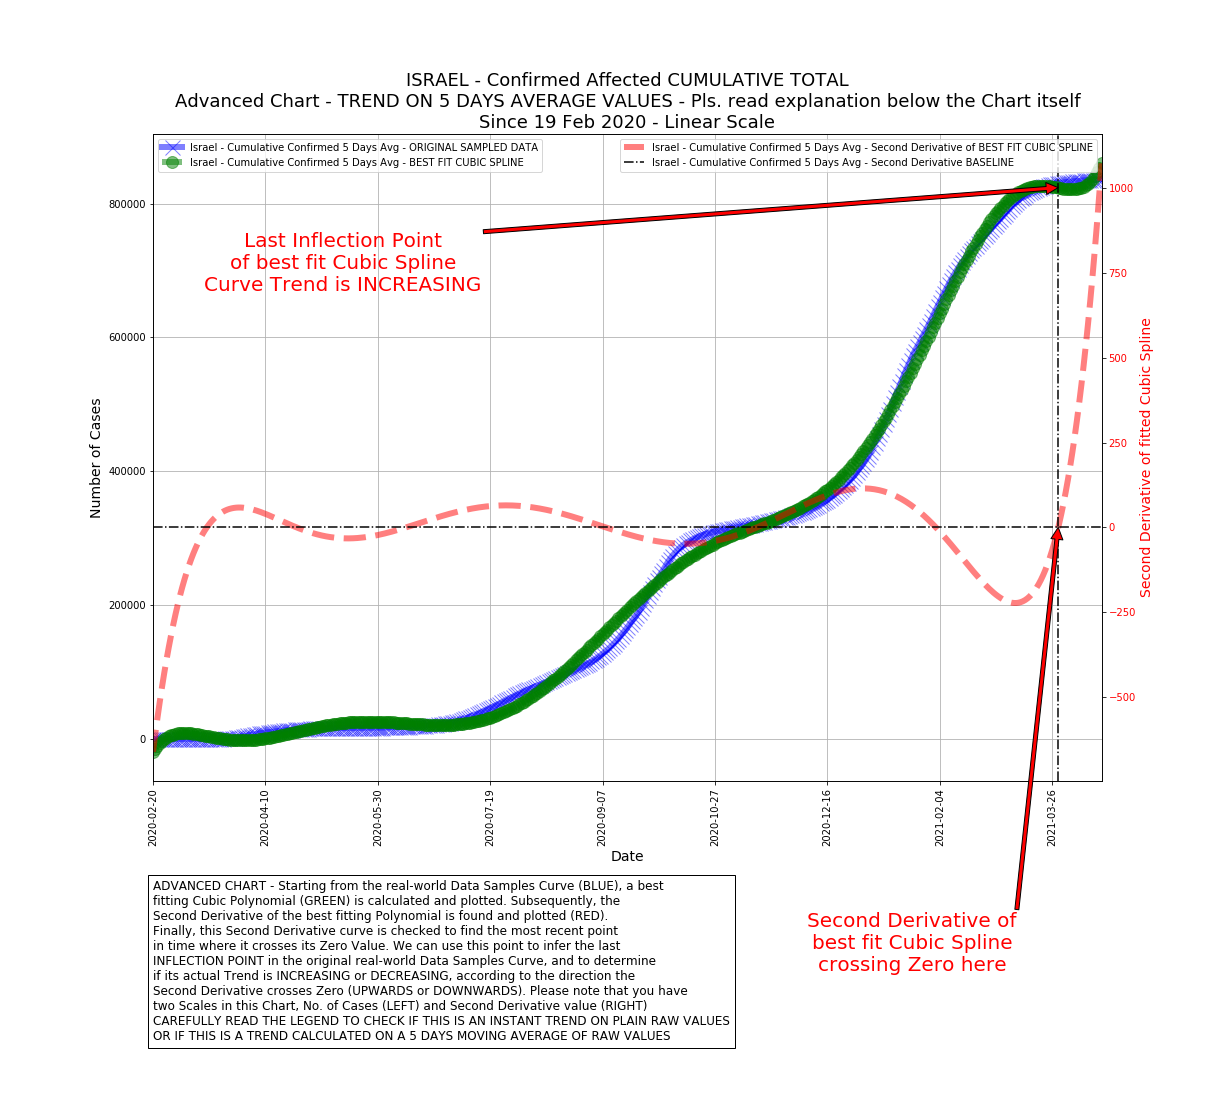 ISRAEL - Confirmed Affected CUMULATIVE TOTAL
Advanced Chart - TREND ON 5 DAYS AVERAGE VALUES - Pls. read explanation below the Chart itself
Since 19 Feb 2020 - Linear Scale
Israel - Cumulative Confirmed 5 Days Avg - ORIGINAL SAMPLED DATA
Israel - Cumulative Confirmed 5 Days Avg - BEST FIT CUBIC SPLINE
Israel - Cumulative Confirmed 5 Days Avg - Second Derivative of BEST FIT CUBIC SPLINE
Israel - Cumulative Confirmed 5 Days Avg - Second Derivative BASELINE
Last Inflection Point
of best fit Cubic Spline
Curve Trend is INCREASING
Number of Cases
800000
600000
400000
200000
0
1000
750
500
250
0
−250
−500
Second Derivative of fitted Cubic Spline
2020-02-20
2020-04-10
2020-05-30
2020-07-19
2020-09-07
2020-10-27
2020-12-16
2021-02-04
2021-03-26
Date
ADVANCED CHART - Starting from the real-world Data Samples Curve (BLUE), a best
fitting Cubic Polynomial (GREEN) is calculated and plotted. Subsequently, the
Second Derivative of the best fitting Polynomial is found and plotted (RED).
Finally, this Second Derivative curve is checked to find the most recent point
in time where it crosses its Zero Value. We can use this point to infer the last
INFLECTION POINT in the original real-world Data Samples Curve, and to determine
if its actual Trend is INCREASING or DECREASING, according to the direction the
Second Derivative crosses Zero (UPWARDS or DOWNWARDS). Please note that you have
two Scales in this Chart, No. of Cases (LEFT) and Second Derivative value (RIGHT)
CAREFULLY READ THE LEGEND TO CHECK IF THIS IS AN INSTANT TREND ON PLAIN RAW VALUES
OR IF THIS IS A TREND CALCULATED ON A 5 DAYS MOVING AVERAGE OF RAW VALUES
Second Derivative of
best fit Cubic Spline
crossing Zero here